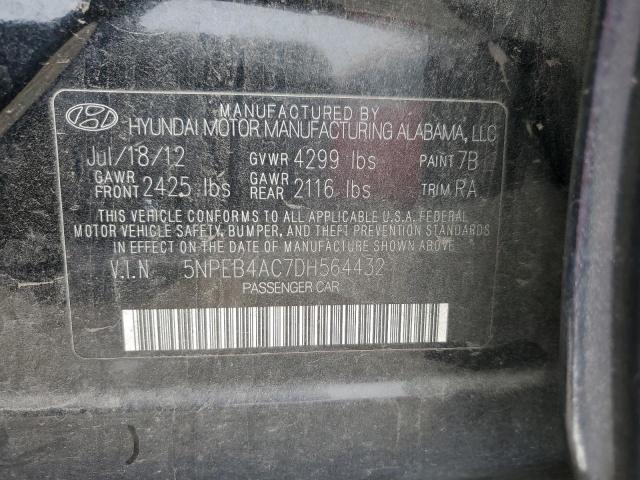 MANUFACTURED BY
HYUNDAI MOTOR MANUFACTURING ALABAMA, LLC
Jul/18/12 GVWR 4299 lbs PAINT 7B
GAWR FRONT 2425 lbs GAWR REAR 2116 lbs TRIM RA
THIS VEHICLE CONFORMS TO ALL APPLICABLE U.S.A. FEDERAL
MOTOR VEHICLE SAFETY, BUMPER, AND THEFT PREVENTION STANDARDS
IN EFFECT ON THE DATE OF MANUFACTURE SHOWN ABOVE.
V.I.N. 5NPEB4AC7DH564432
PASSENGER CAR